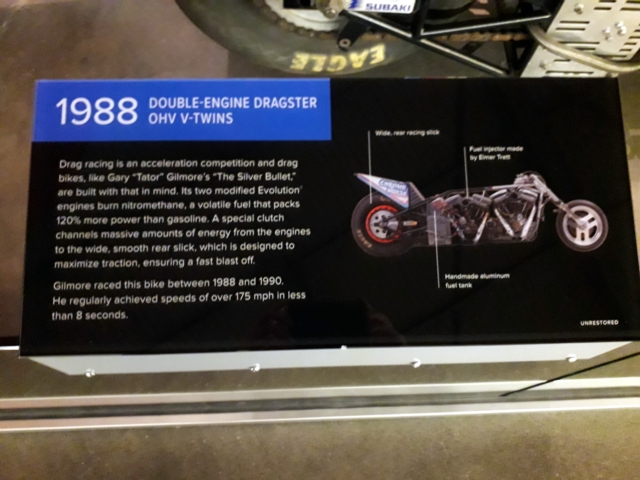 SUBAKI
EAGLE
1988 DOUBLE-ENGINE DRAGSTER
OHV V-TWINS
Drag racing is an acceleration competition and drag
bikes, like Gary "Tator" Gilmore's "The Silver Bullet,"
are built with that in mind. Its two modified Evolution®
engines burn nitromethane, a volatile fuel that packs
120% more power than gasoline. A special clutch
channels massive amounts of energy from the engines
to the wide, smooth rear slick, which is designed to
maximize traction, ensuring a fast blast off.
Gilmore raced this bike between 1988 and 1990.
He regularly achieved speeds of over 175 mph in less
than 8 seconds.
Wide, rear racing slick
Fuel injector made
by Elmer Trett
Handmade aluminum
fuel tank
UNRESTORED